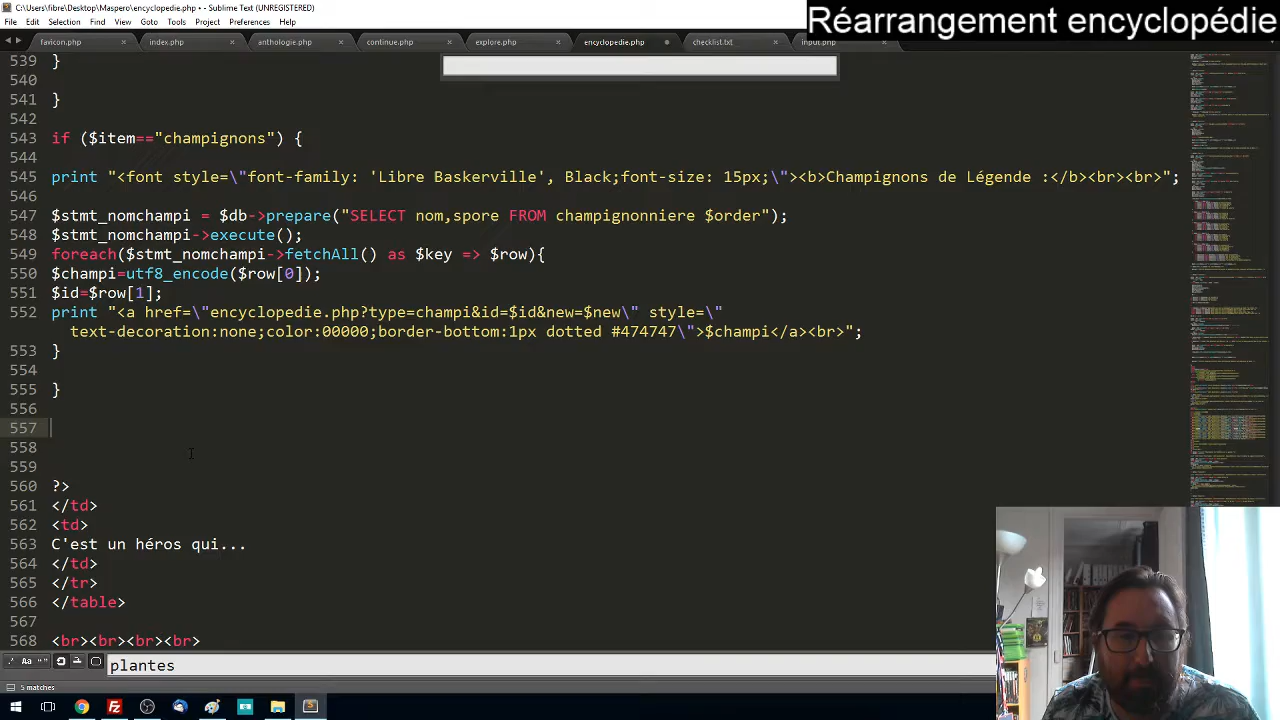 C:\Users\fibre\Desktop\Maspero\encyclopedie.php • - Sublime Text (UNREGISTERED)
Réarrangement encyclopédie
File Edit Selection Find View Goto Tools Project Preferences Help
favicon.php × index.php × anthologie.php × continue.php × explore.php × encyclopedie.php • checklist.txt × input.php ×
539 }
540
541 }
542
543 if ($item=="champignons") {
544
545 print "<font style=\"font-family: 'Libre Baskerville', Black;font-size: 15px;\"><b>Champignons de Légende :</b><br><br>";
546
547 $stmt_nomchampi = $db->prepare("SELECT nom,spore FROM champignonniere $order");
548 $stmt_nomchampi->execute();
549 foreach($stmt_nomchampi->fetchAll() as $key => $row){
550 $champi=utf8_encode($row[0]);
551 $id=$row[1];
552 print "<a href=\"encyclopedie.php?type=champi&id=$id&new=$new\" style=\"
text-decoration:none;color:00000;border-bottom:1px dotted #474747\">$champi</a><br>";
553 }
554
555 }
556
557
558
559
560 ?>
561 </td>
562 <td>
563 C'est un héros qui...
564 </td>
565 </tr>
566 </table>
567
568 <br><br><br><br>
.* Aa "" plantes
5 matches